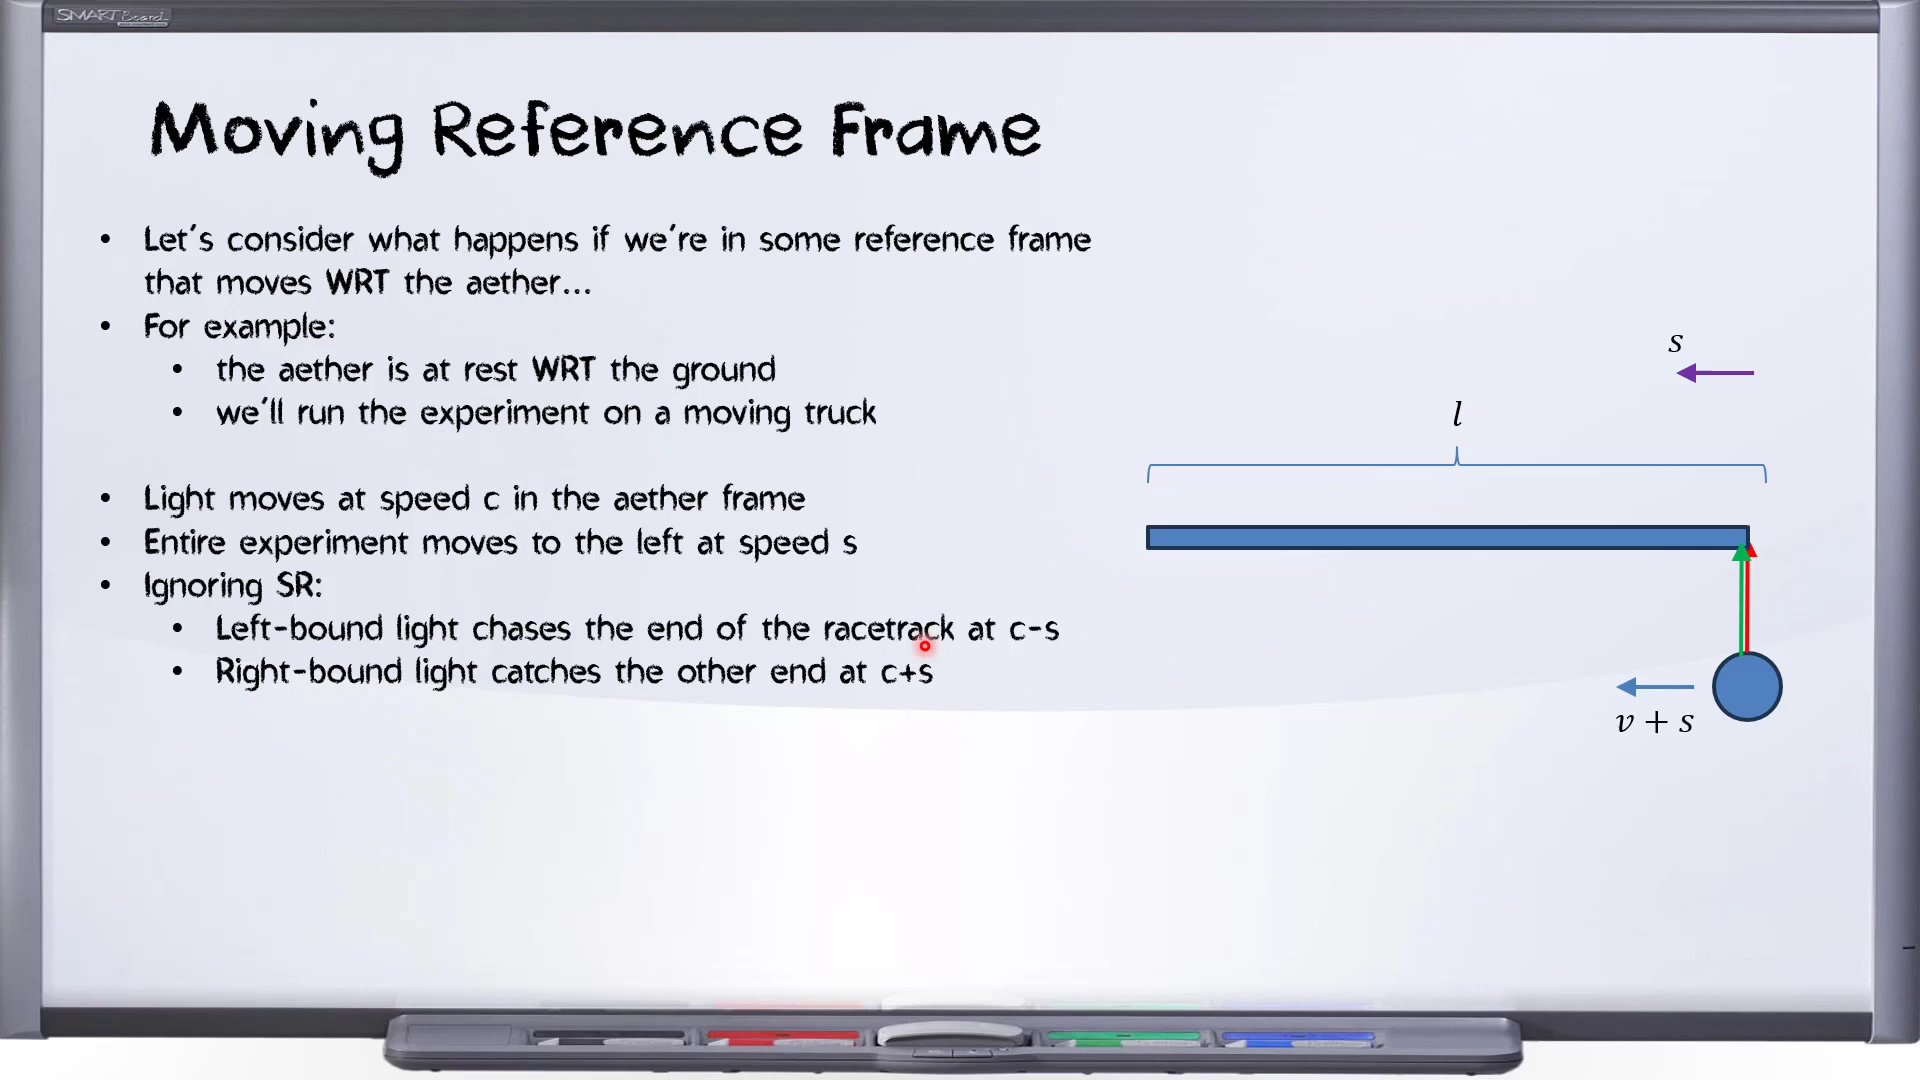 SMART Board
Moving Reference Frame
• Let's consider what happens if we're in some reference frame
that moves WRT the aether...
• For example:
• the aether is at rest WRT the ground
• we'll run the experiment on a moving truck
• Light moves at speed c in the aether frame
• Entire experiment moves to the left at speed s
• Ignoring SR:
• Left-bound light chases the end of the racetrack at c-s
• Right-bound light catches the other end at c+s
s
l
v + s